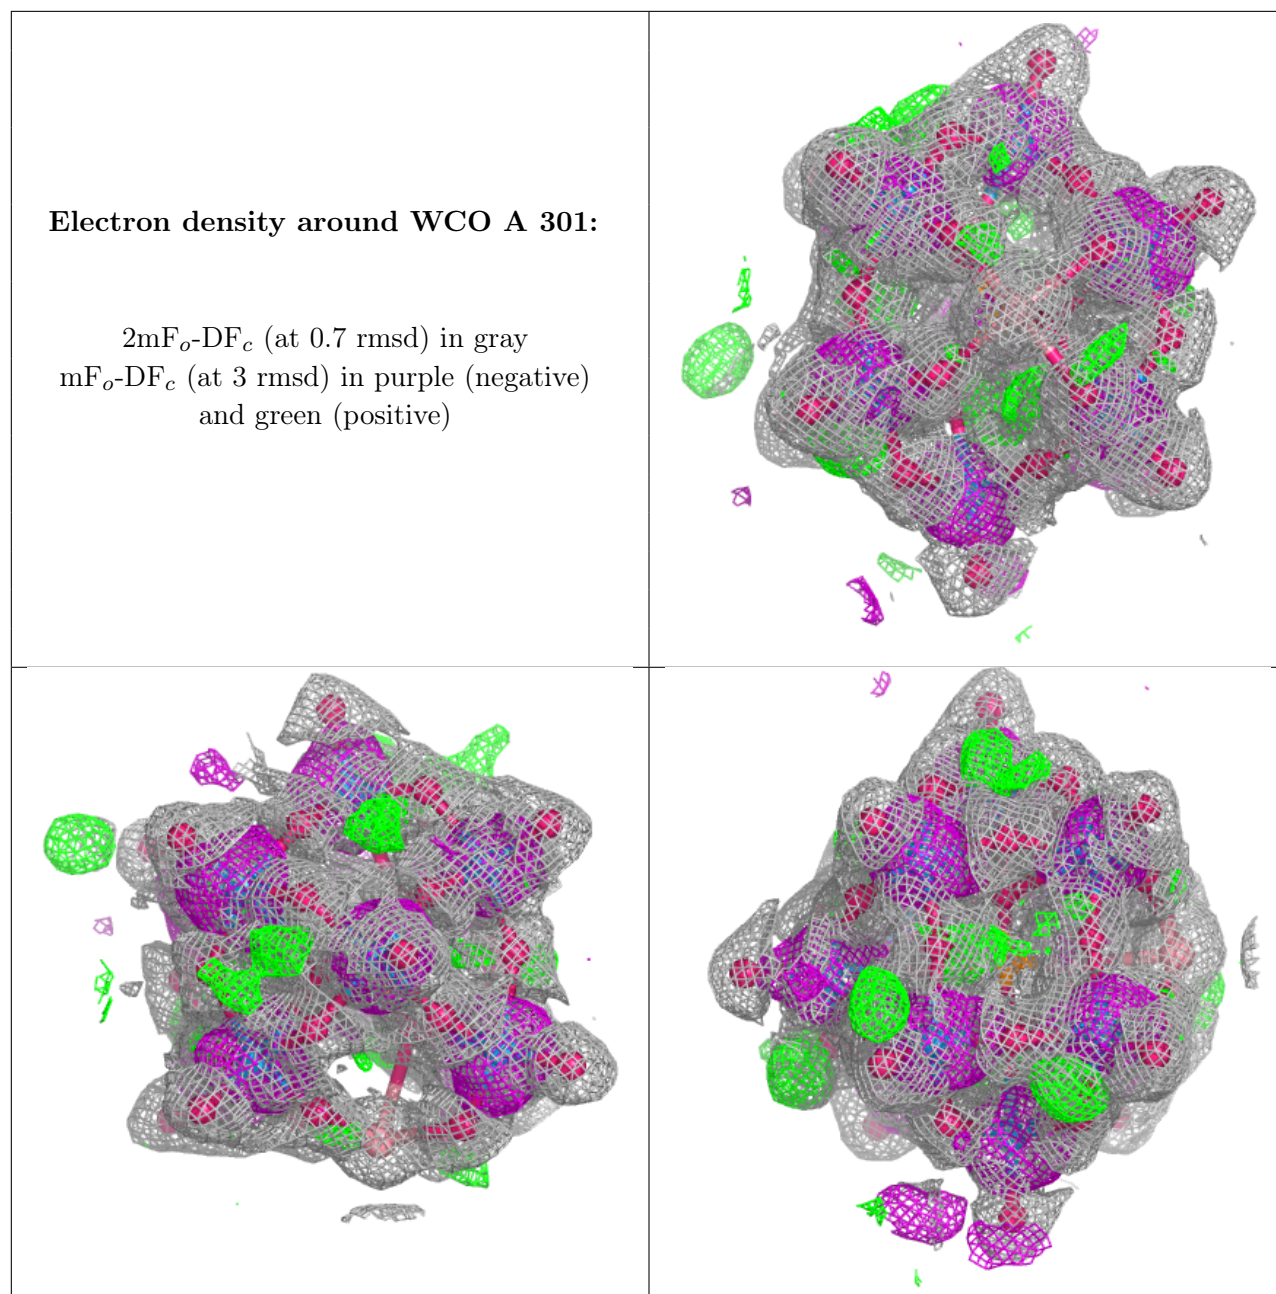 Electron density around WCO A 301:
2mFo-DFc (at 0.7 rmsd) in gray
mFo-DFc (at 3 rmsd) in purple (negative)
and green (positive)